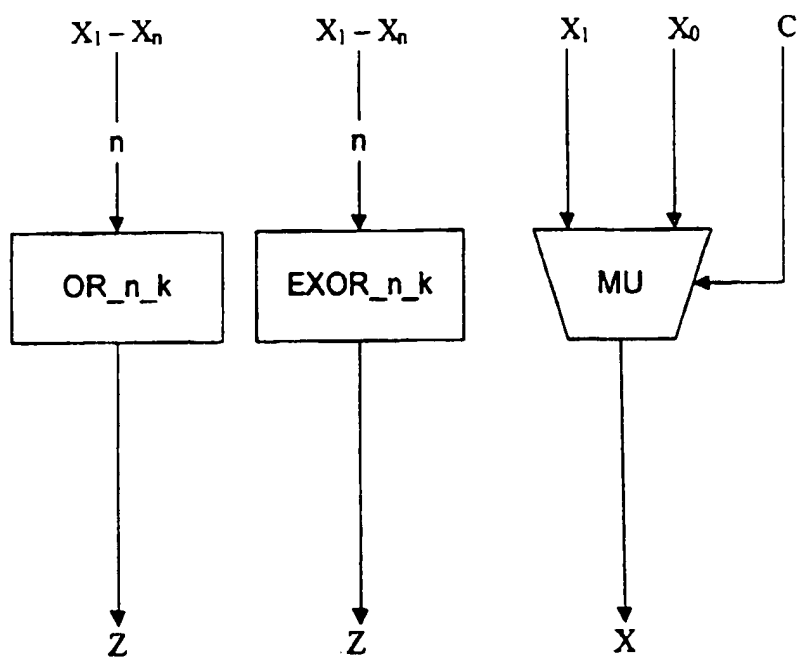 X₁ – Xₙ
X₁ – Xₙ
X₁
X₀
C
n
n
OR_n_k
EXOR_n_k
MU
Z
Z
X